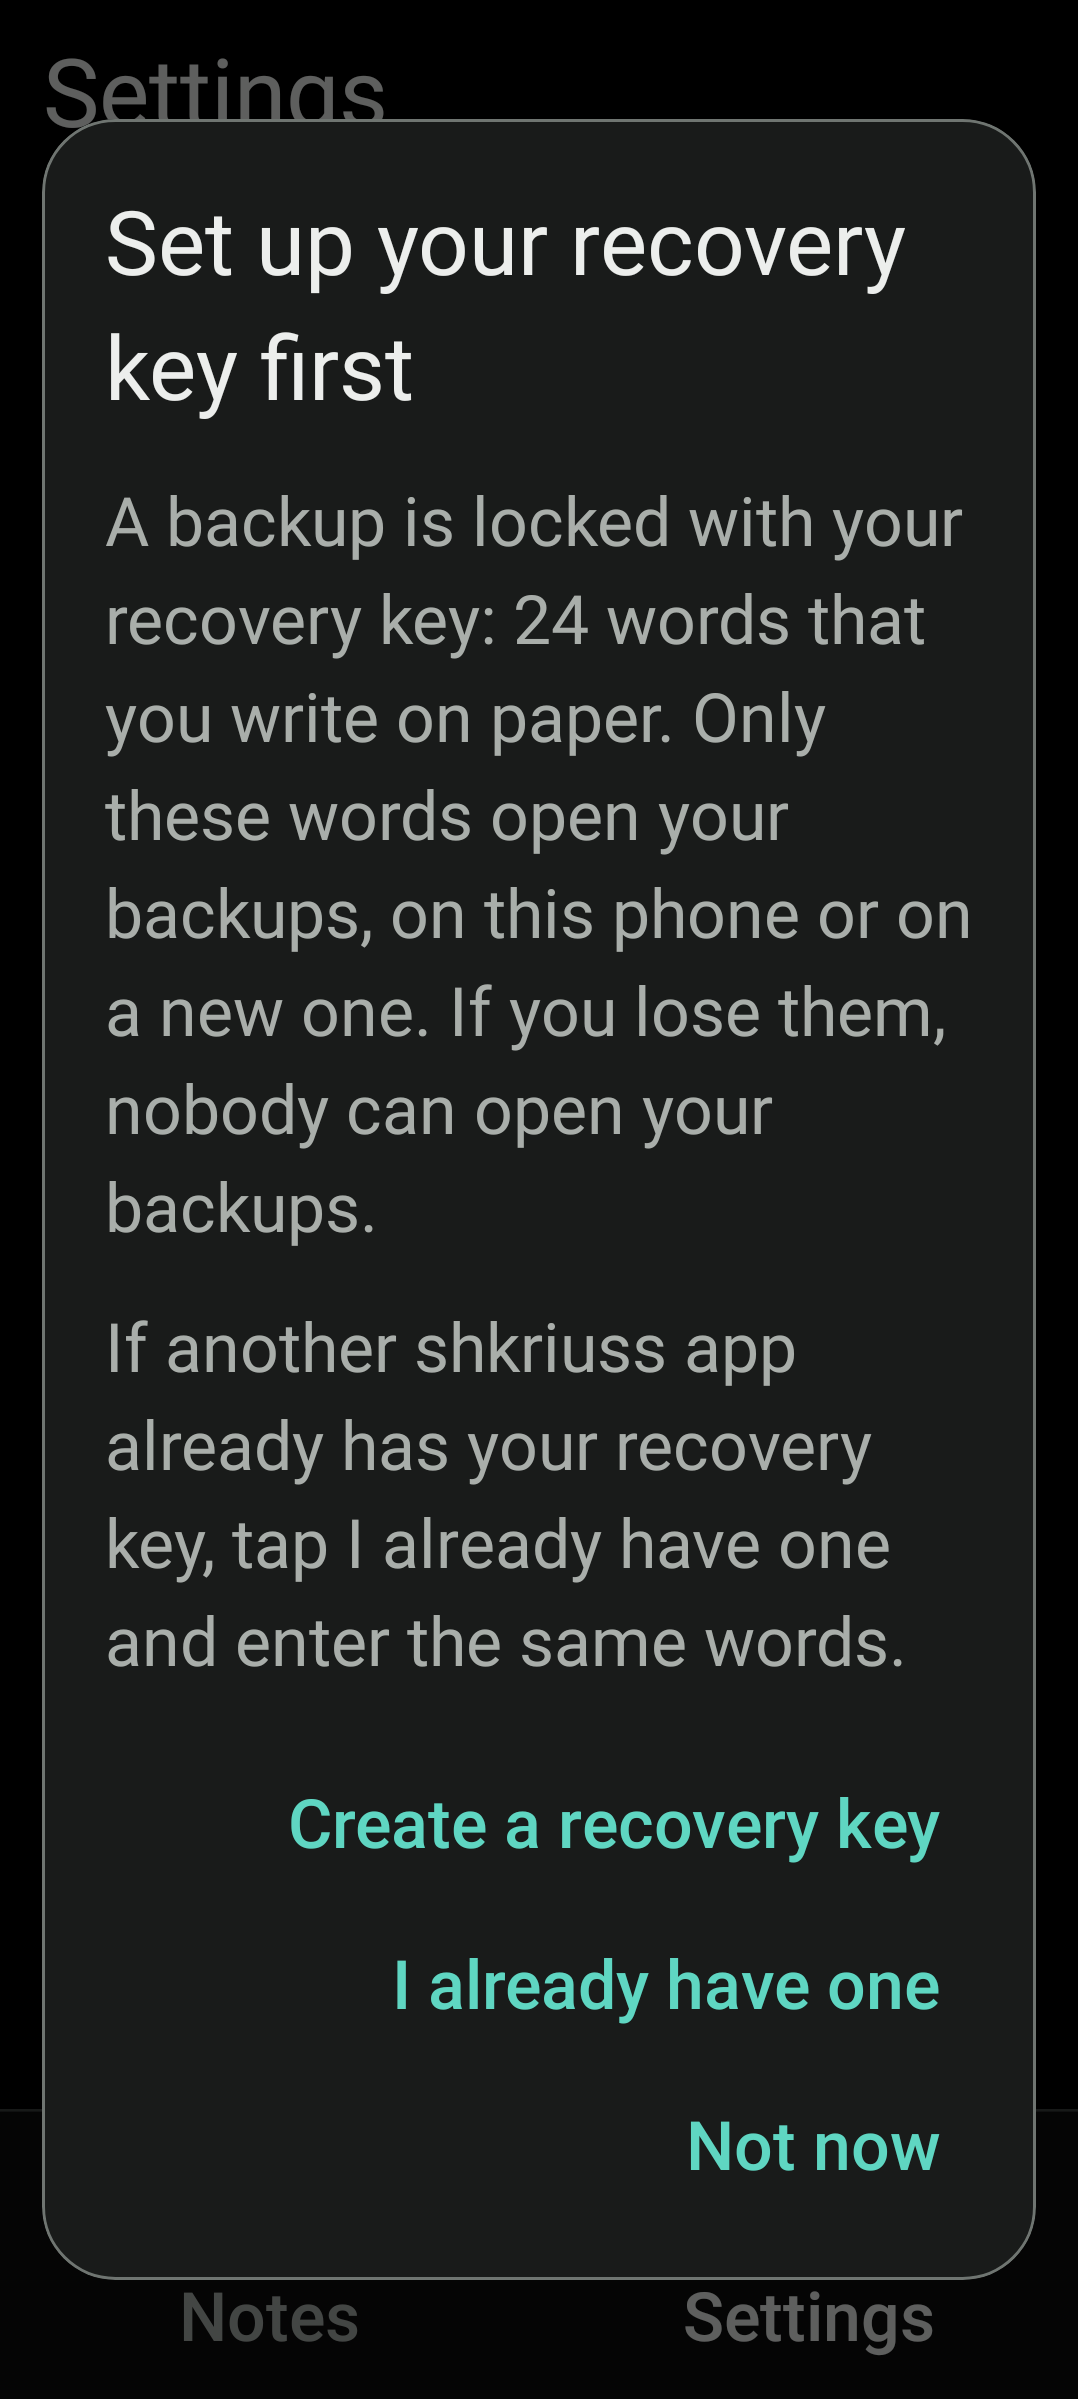 Settings
Set up your recovery
key first
A backup is locked with your
recovery key: 24 words that
you write on paper. Only
these words open your
backups, on this phone or on
a new one. If you lose them,
nobody can open your
backups.
If another shkriuss app
already has your recovery
key, tap I already have one
and enter the same words.
Create a recovery key
I already have one
Not now
Notes
Settings